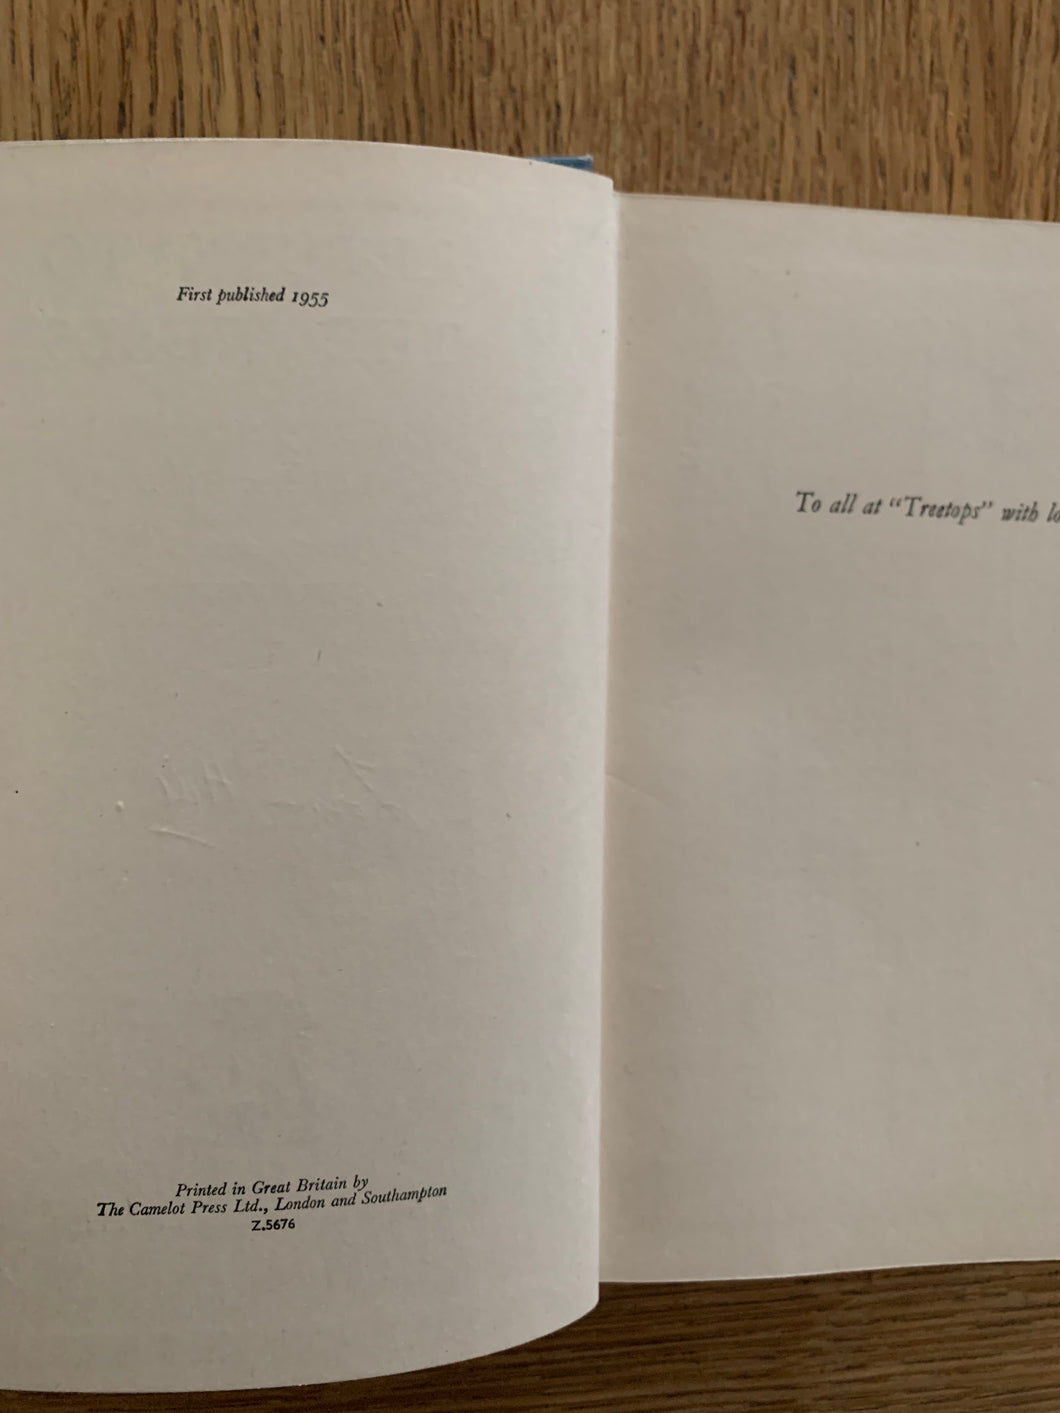 First published 1955
Printed in Great Britain by
The Camelot Press Ltd., London and Southampton
Z.5676
To all at “Treetops” with